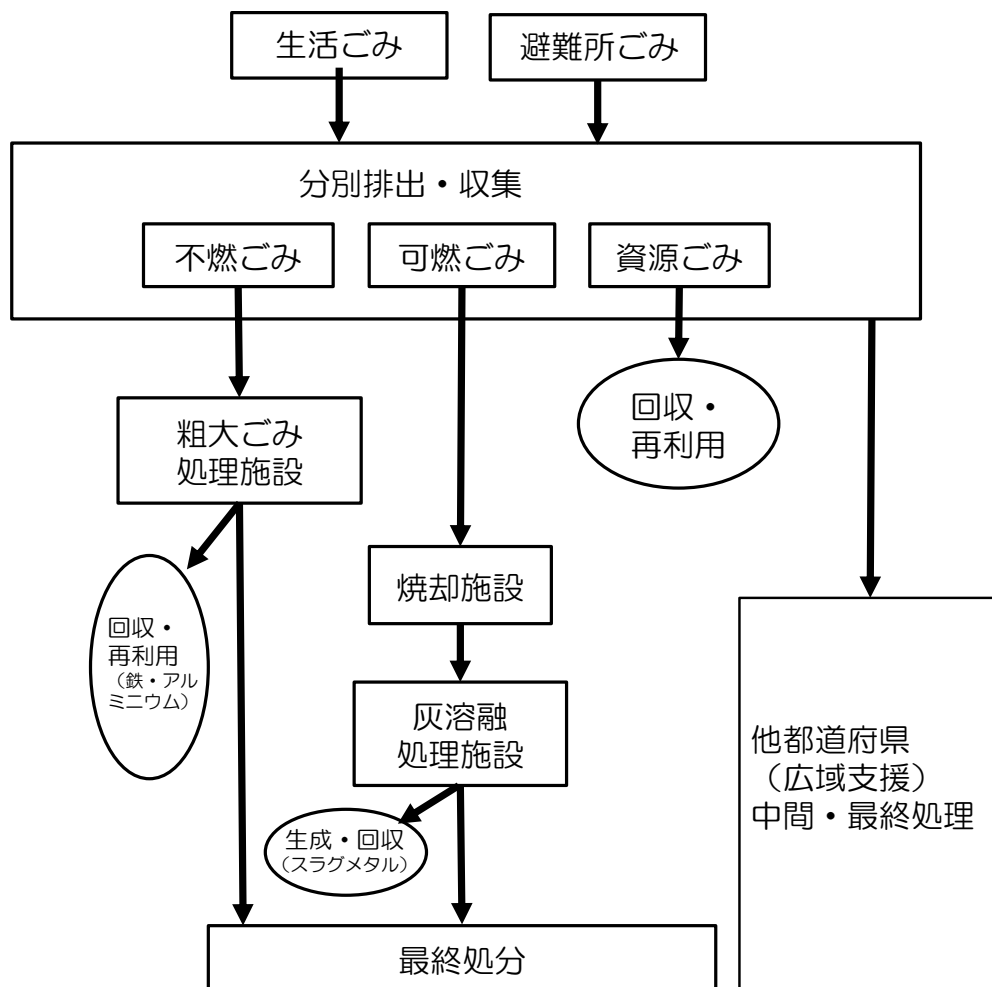 生活ごみ
避難所ごみ
分別排出・収集
不燃ごみ
可燃ごみ
資源ごみ
回収・
再利用
粗大ごみ
処理施設
焼却施設
回収・
再利用
（鉄・アル
ミニウム）
灰溶融
処理施設
他都道府県
（広域支援）
中間・最終処理
生成・回収
（スラグメタル）
最終処分